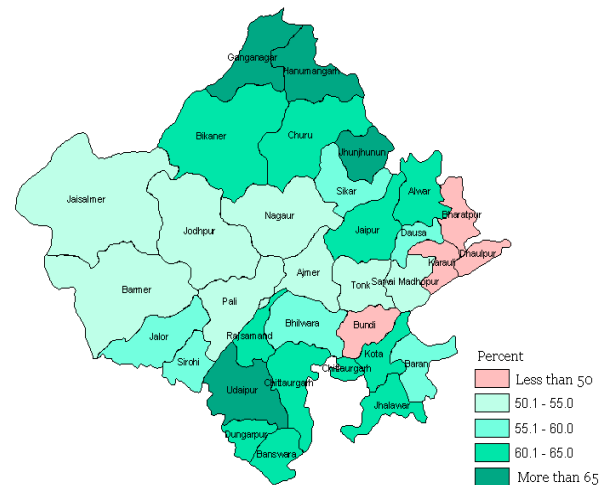 Ganganagar
Hanumangarh
Bikaner
Churu
Jhunjhunun
Sikar
Alwar
Jaisalmer
Bharatpur
Nagaur
Jodhpur
Jaipur
Dausa
Dhaulpur
Karauli
Ajmer
Barmer
Tonk
Sawai Madhopur
Pali
Bhilwara
Bundi
Jalor
Rajsamand
Kota
Sirohi
Chittaurgarh
Baran
Udaipur
Chittaurgarh
Jhalawar
Dungarpur
Banswara
Percent
Less than 50
50.1 - 55.0
55.1 - 60.0
60.1 - 65.0
More than 65